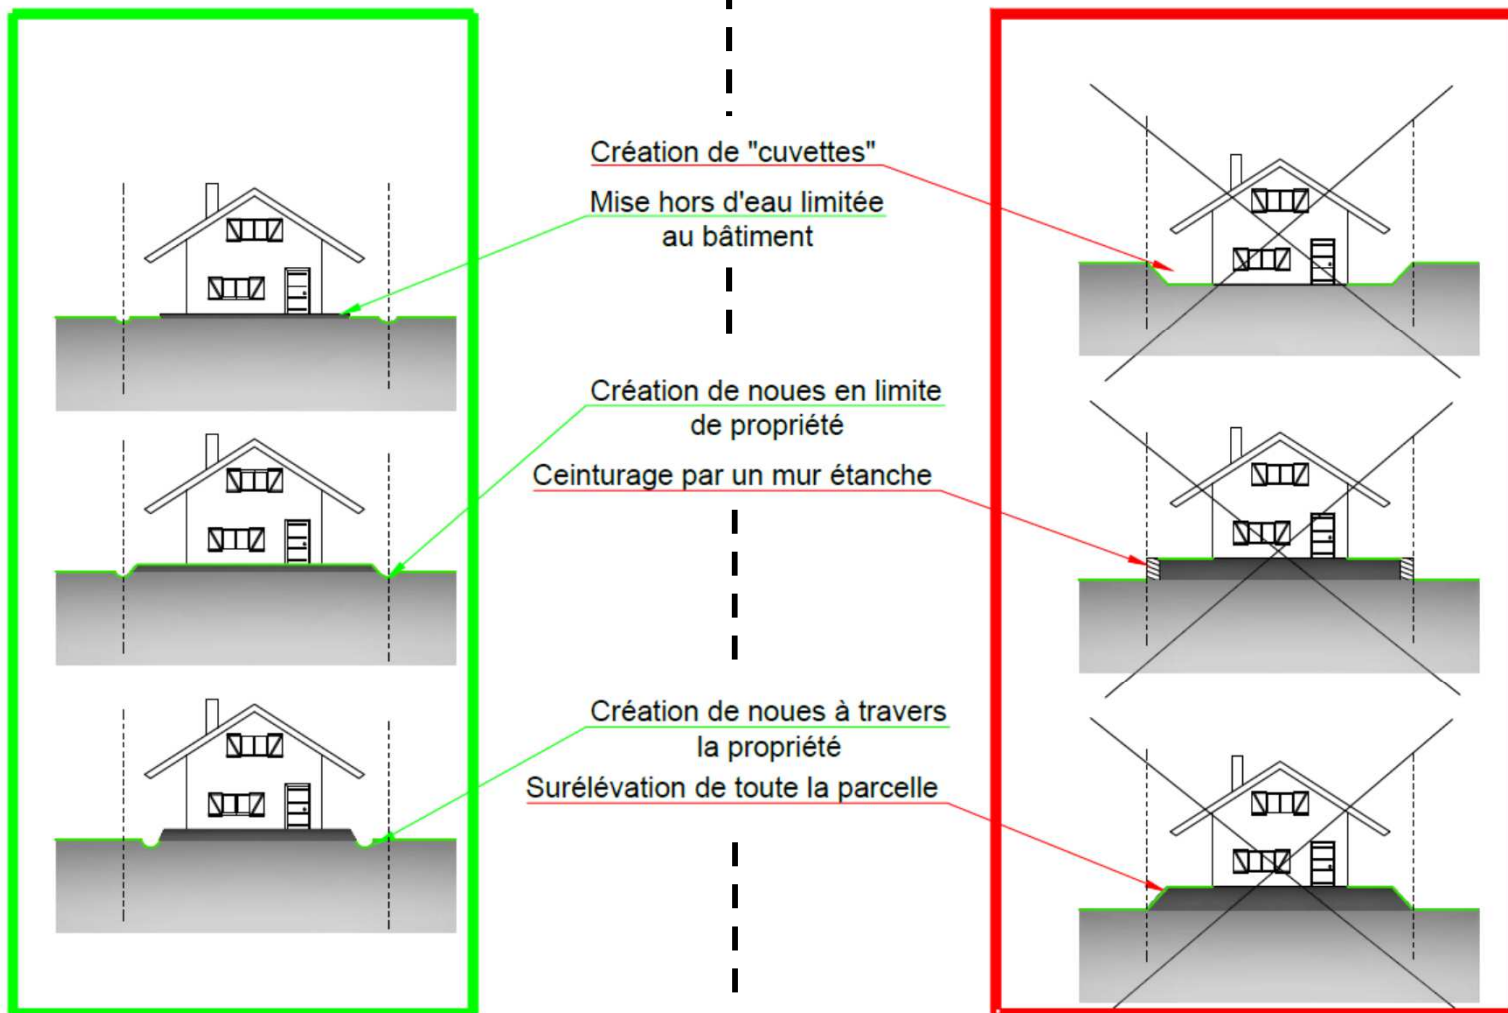 Création de "cuvettes"
Mise hors d'eau limitée
au bâtiment
Création de noues en limite
de propriété
Ceinturage par un mur étanche
Création de noues à travers
la propriété
Surélévation de toute la parcelle